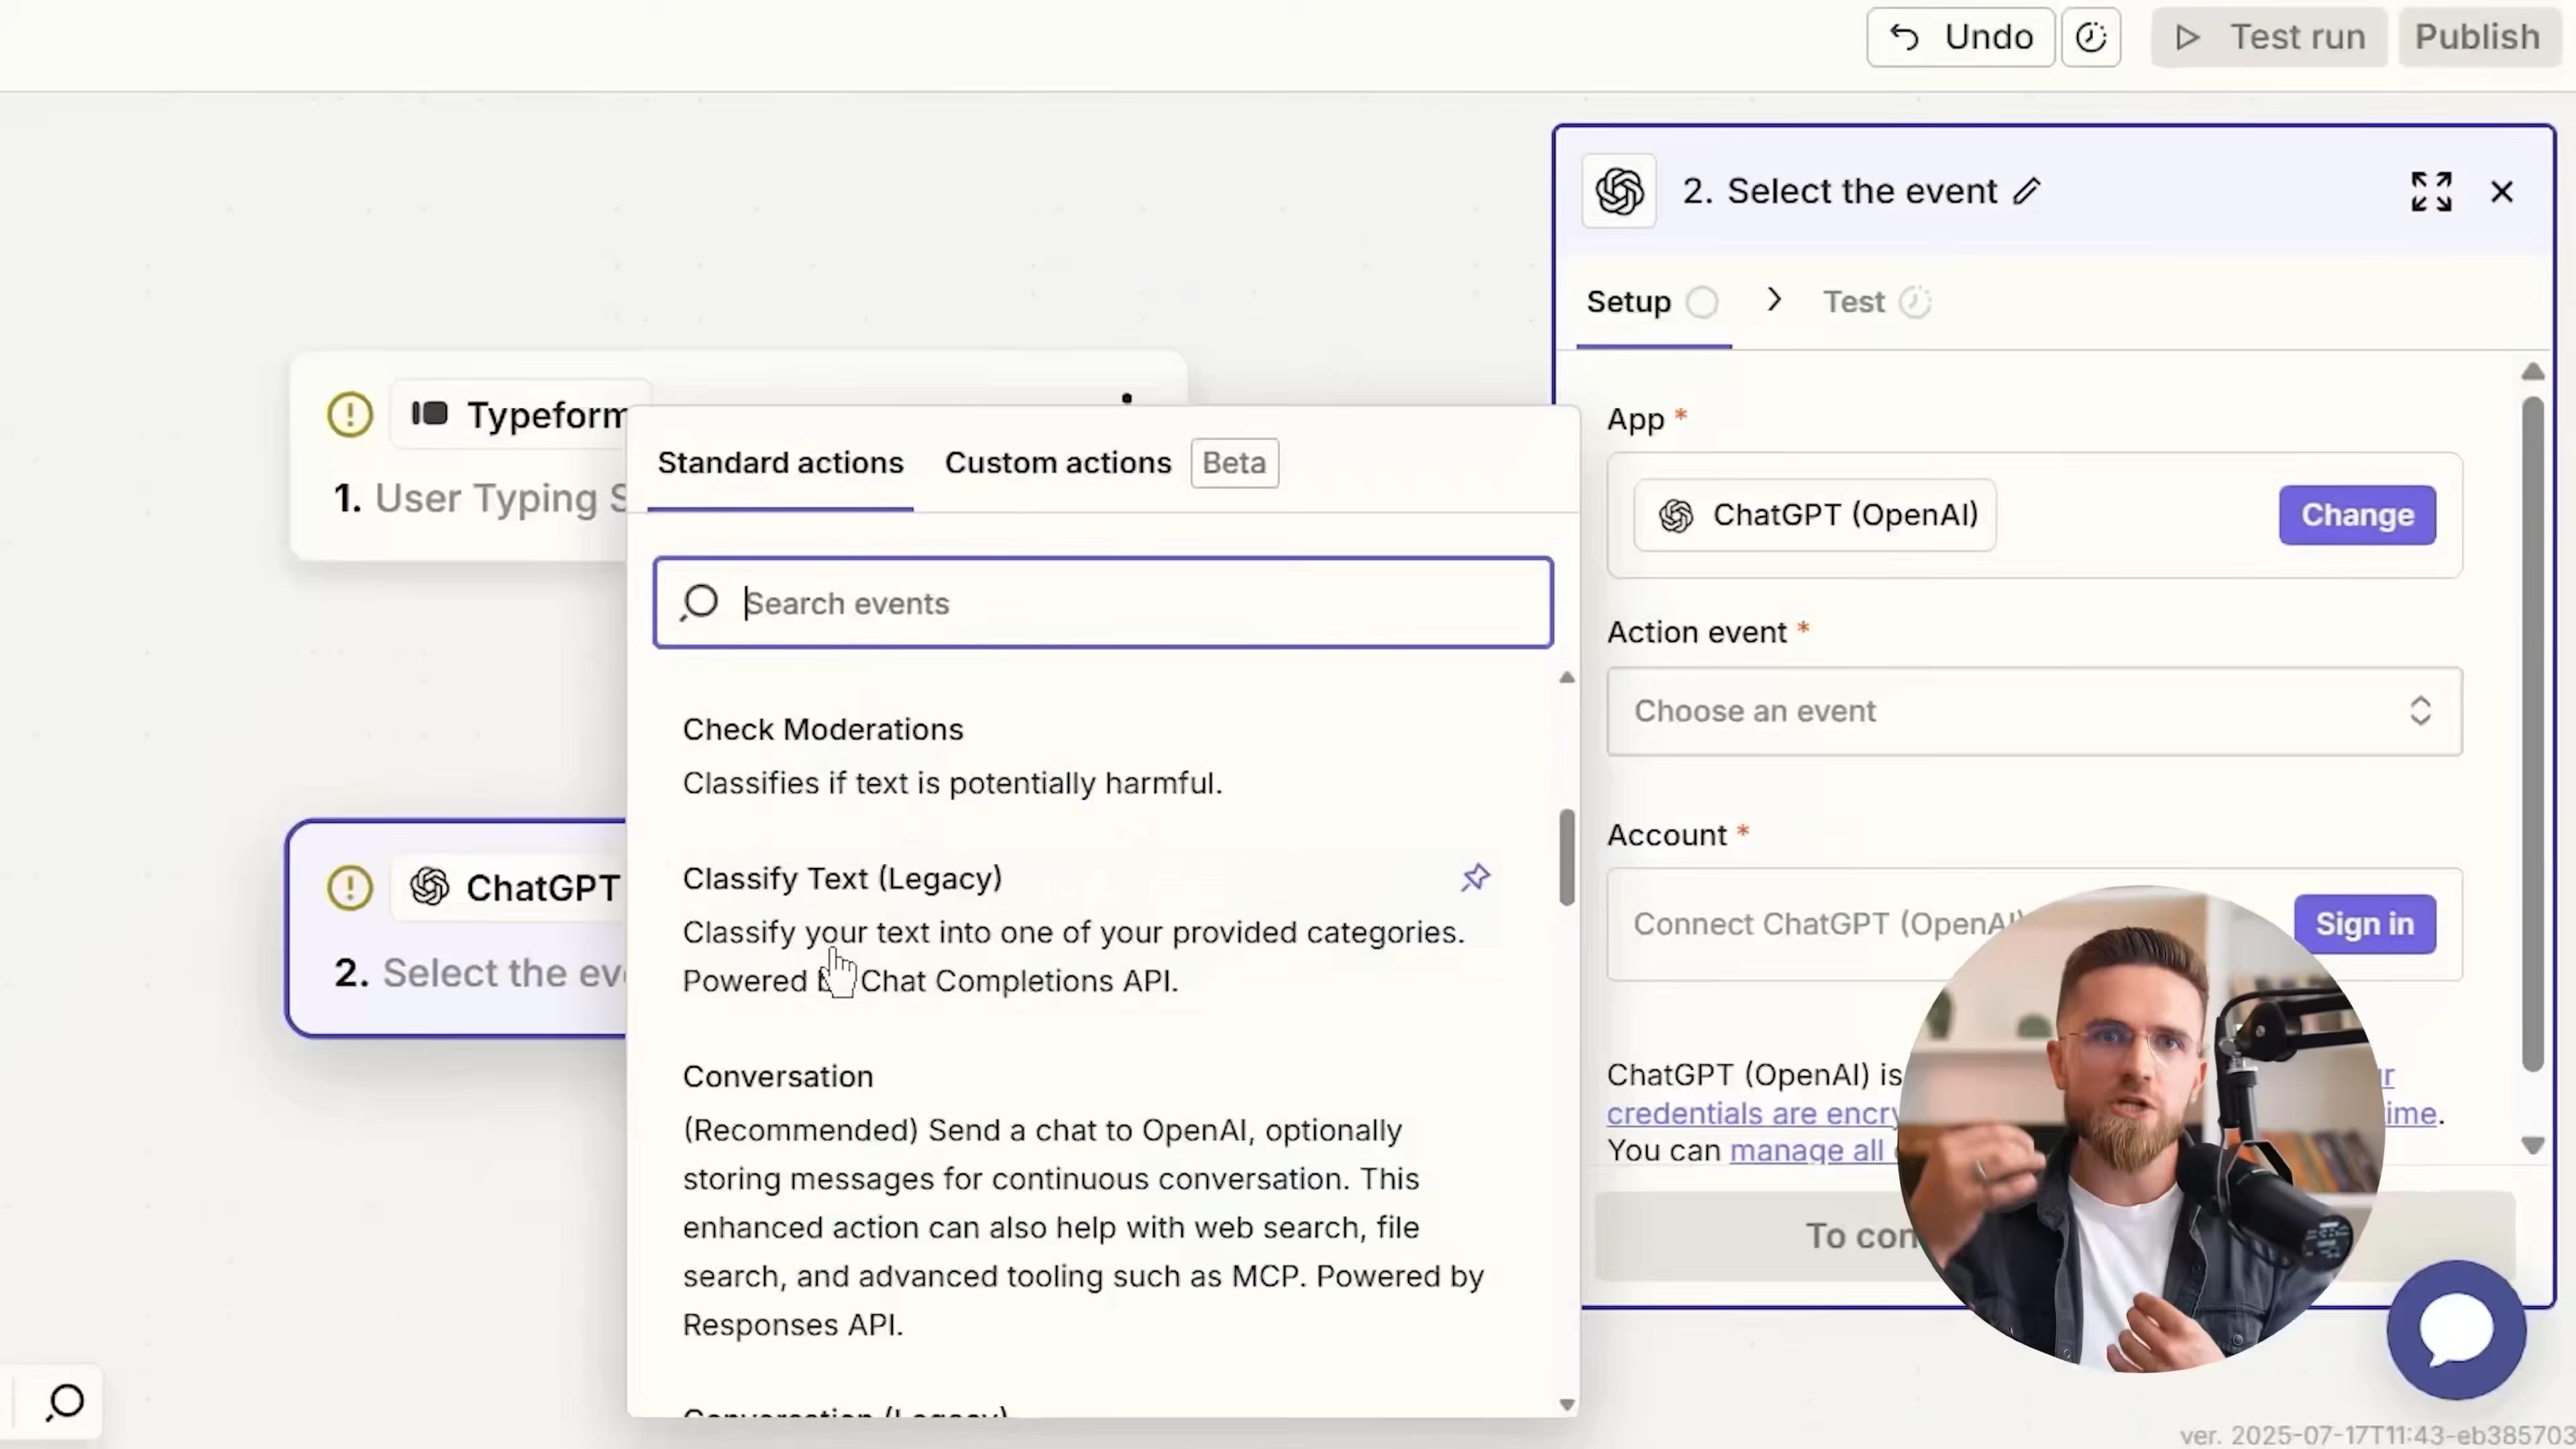 Undo
Test run
Publish
2. Select the event
Setup
Test
App *
ChatGPT (OpenAI)
Change
Action event *
Choose an event
Account *
Connect ChatGPT (OpenAI)
Sign in
ChatGPT (OpenAI) is
credentials are
You can manage all
ime.
To
Typeform
1. User Typing
ChatGPT
2. Select the
Standard actions
Custom actions
Beta
Search events
Check Moderations
Classifies if text is potentially harmful.
Classify Text (Legacy)
Classify your text into one of your provided categories.
Powered Chat Completions API.
Conversation
(Recommended) Send a chat to OpenAI, optionally
storing messages for continuous conversation. This
enhanced action can also help with web search, file
search, and advanced tooling such as MCP. Powered by
Responses API.
Conversation (Legacy)
ver. 2025-07-17T11:43-eb385703